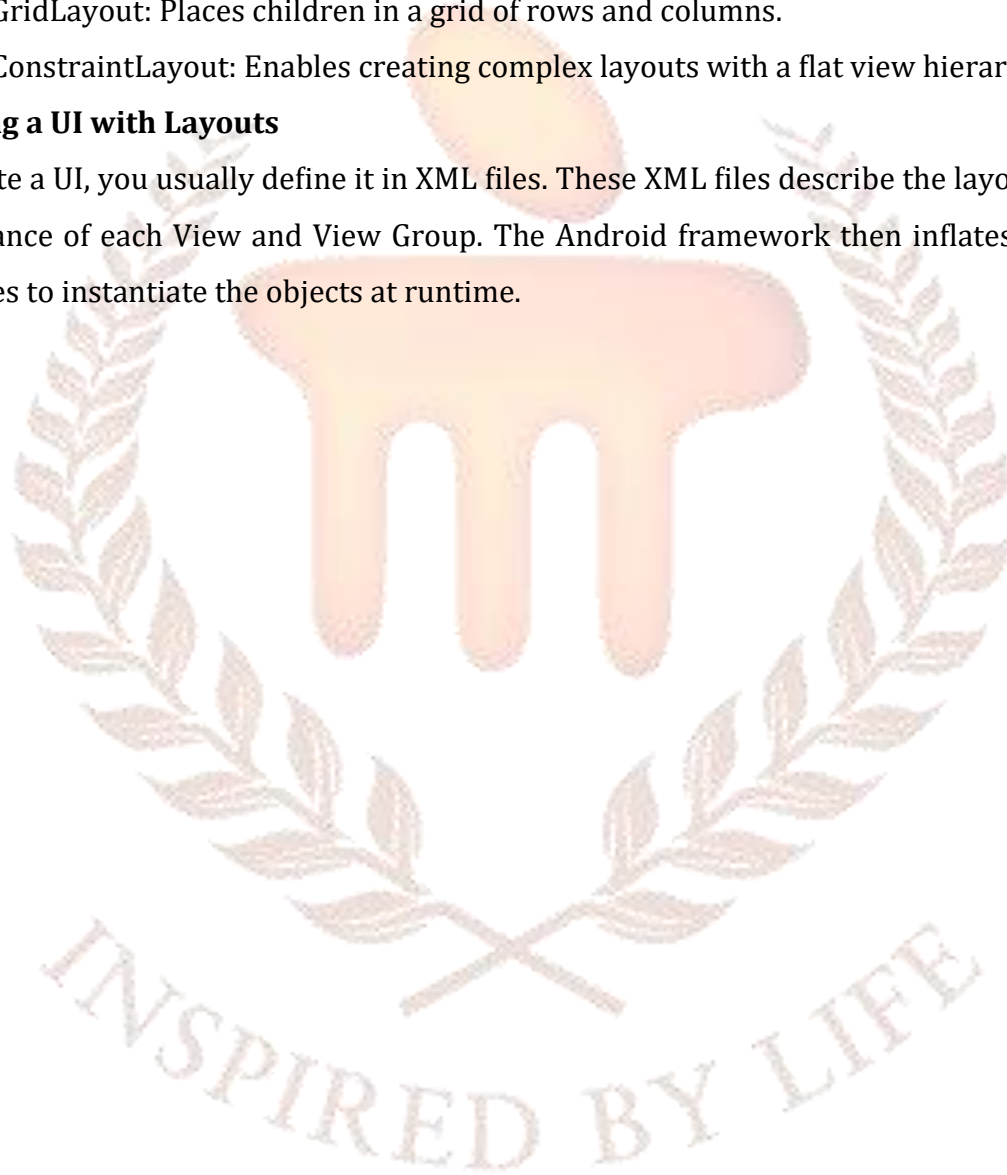 GridLayout: Places children in a grid of rows and columns.
ConstraintLayout: Enables creating complex layouts with a flat view hierar
g a UI with Layouts
te a UI, you usually define it in XML files. These XML files describe the layo
ance of each View and View Group. The Android framework then inflates
es to instantiate the objects at runtime.
INSPIRED BY LIFE